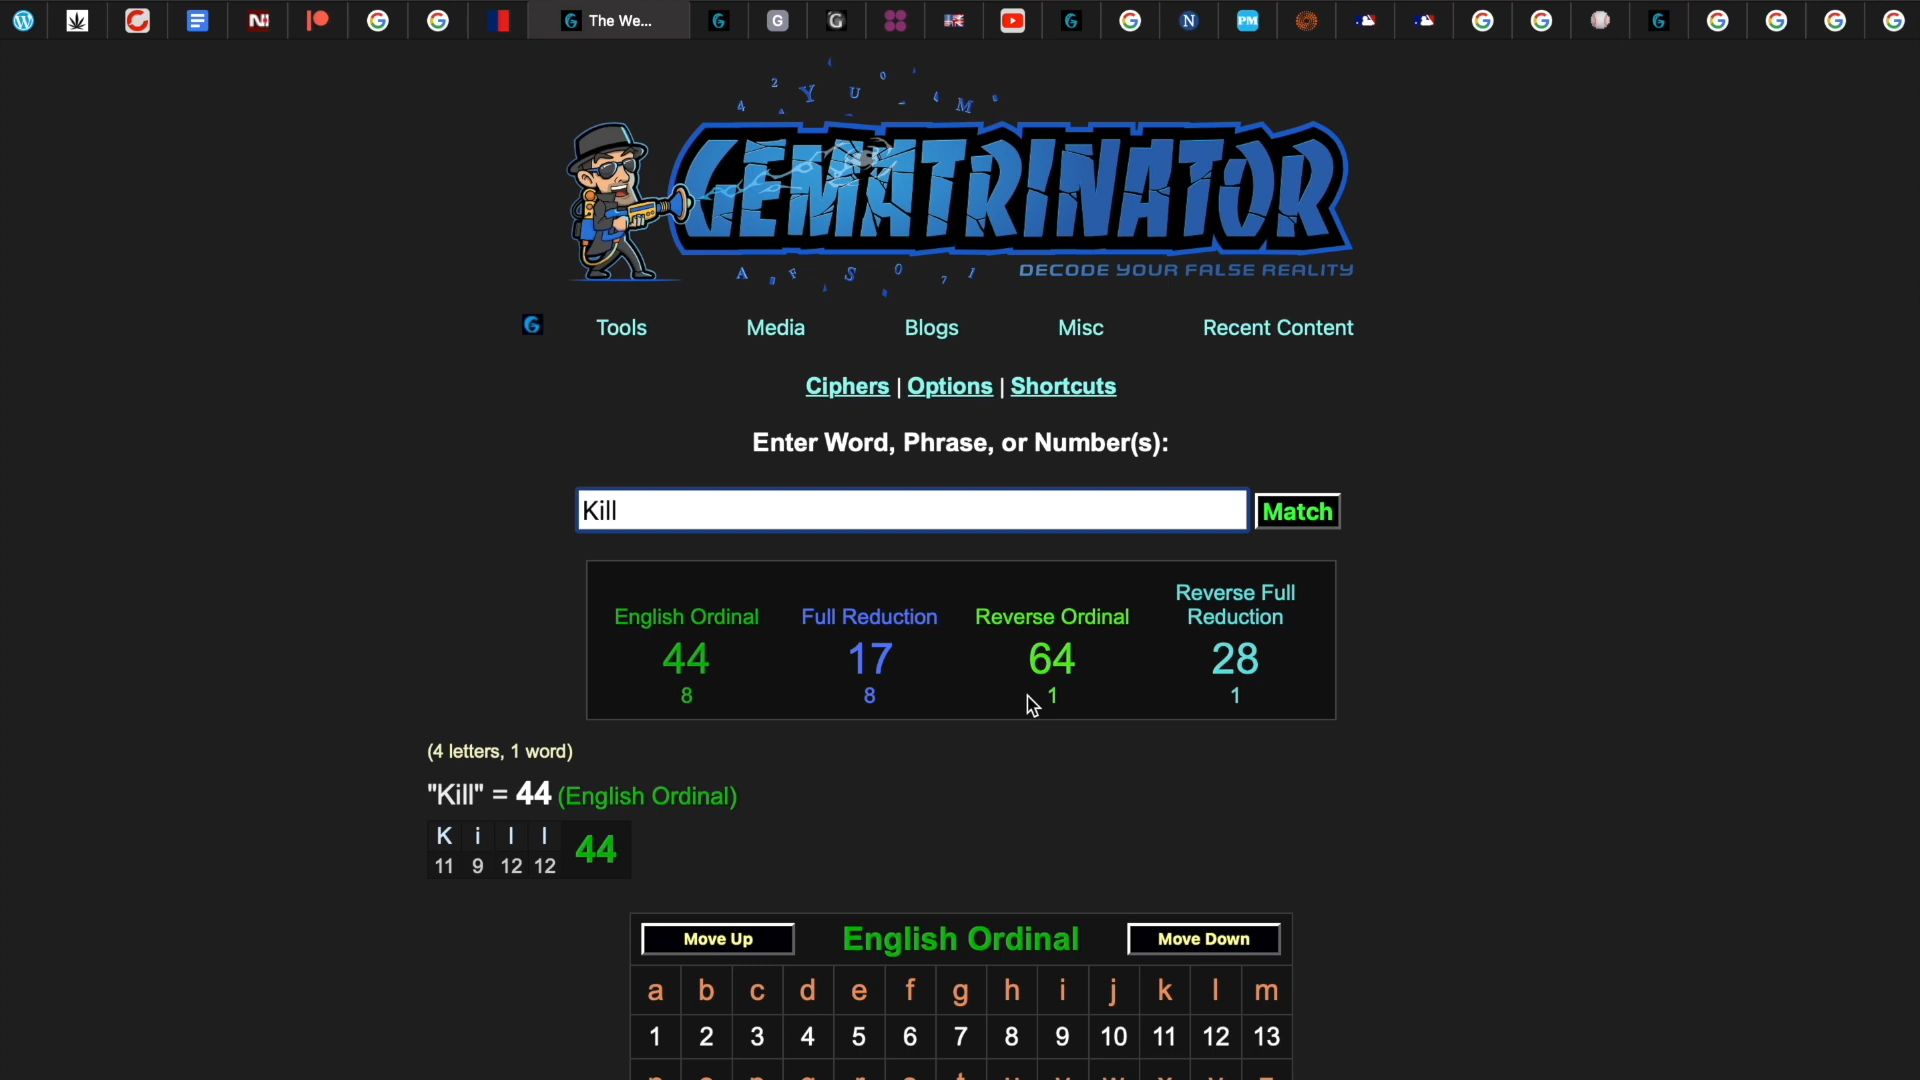 The We...
PM
GEMATRINATOR
DECODE YOUR FALSE REALITY
Tools Media Blogs Misc Recent Content
Ciphers | Options | Shortcuts
Enter Word, Phrase, or Number(s):
Kill Match
English Ordinal Full Reduction Reverse Ordinal Reverse Full Reduction
44 17 64 28
8 8 1 1
(4 letters, 1 word)
"Kill" = 44 (English Ordinal)
K i l l 44
11 9 12 12
Move Up English Ordinal Move Down
a b c d e f g h i j k l m
1 2 3 4 5 6 7 8 9 10 11 12 13